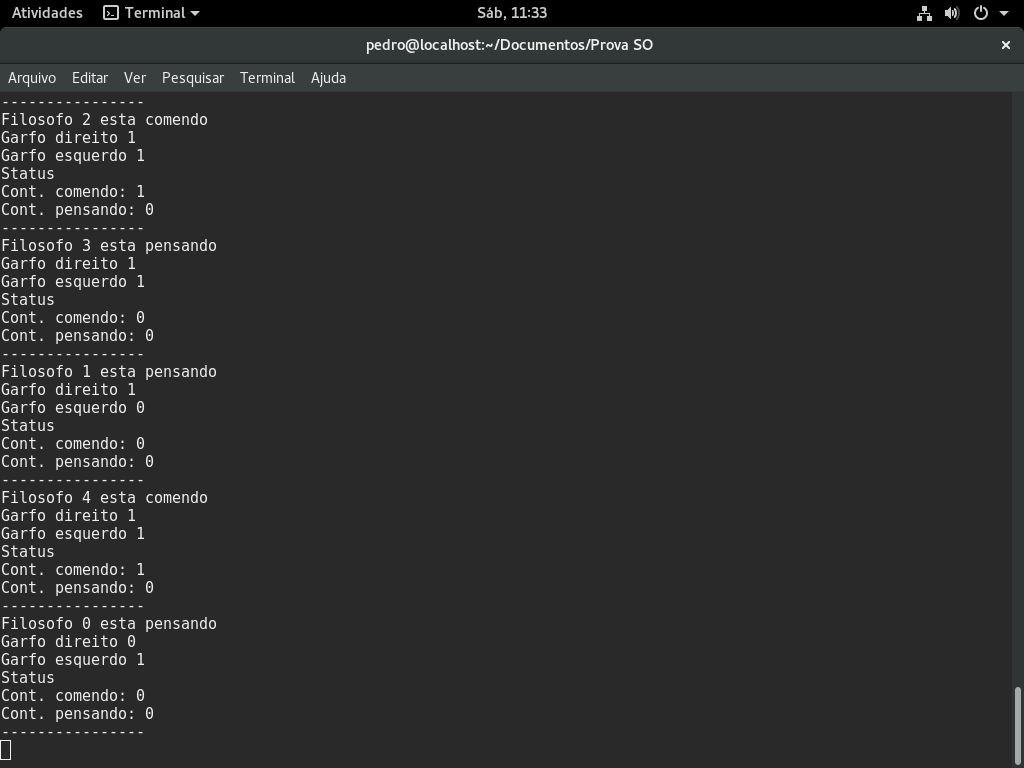 Atividades Terminal Sáb, 11:33
pedro@localhost:~/Documentos/Prova SO
Arquivo Editar Ver Pesquisar Terminal Ajuda
----------------
Filosofo 2 esta comendo
Garfo direito 1
Garfo esquerdo 1
Status
Cont. comendo: 1
Cont. pensando: 0
----------------
Filosofo 3 esta pensando
Garfo direito 1
Garfo esquerdo 1
Status
Cont. comendo: 0
Cont. pensando: 0
----------------
Filosofo 1 esta pensando
Garfo direito 1
Garfo esquerdo 0
Status
Cont. comendo: 0
Cont. pensando: 0
----------------
Filosofo 4 esta comendo
Garfo direito 1
Garfo esquerdo 1
Status
Cont. comendo: 1
Cont. pensando: 0
----------------
Filosofo 0 esta pensando
Garfo direito 0
Garfo esquerdo 1
Status
Cont. comendo: 0
Cont. pensando: 0
----------------